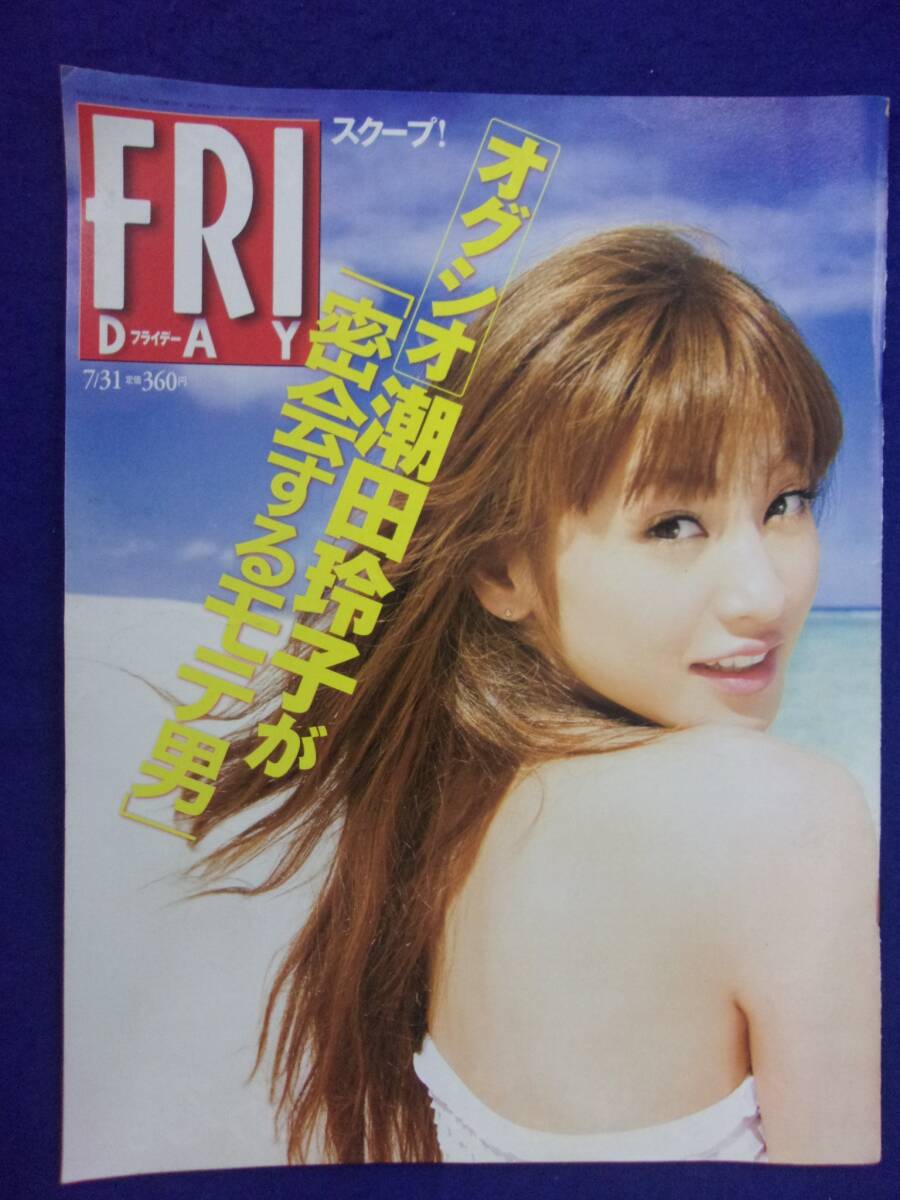 FRI
DAY
フライデー
7/31 定価360円
スクープ!
オグシオ潮田玲子が
「密会するモテ男」